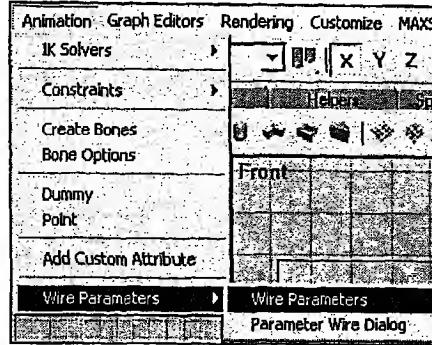 Animation Graph Editors Rendering Customize MAXS
IK Solvers
X Y Z
Constraints
Helpers Sp
Create Bones
Bone Options
Front
Dummy
Point
Add Custom Attribute
Wire Parameters Wire Parameters
Parameter Wire Dialog